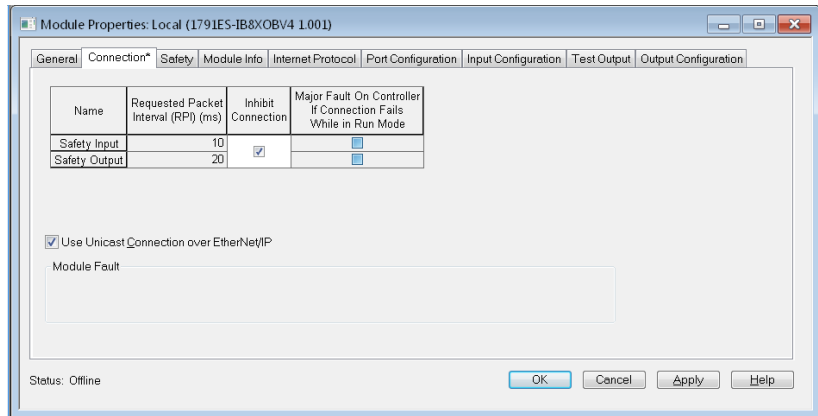 Module Properties: Local (1791ES-IB8XOBV4 1.001)
General Connection* Safety Module Info Internet Protocol Port Configuration Input Configuration Test Output Output Configuration
Name Requested Packet Interval (RPI) (ms) Inhibit Connection Major Fault On Controller If Connection Fails While in Run Mode
Safety Input 10
Safety Output 20
Use Unicast Connection over EtherNet/IP
Module Fault
Status: Offline OK Cancel Apply Help